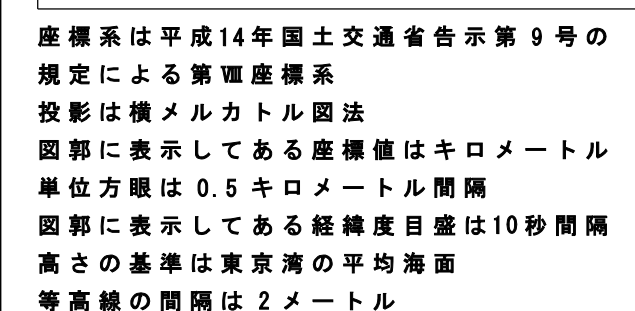 座標系は平成14年国土交通省告示第9号の
規定による第Ⅷ座標系
投影は横メルカトル図法
図郭に表示してある座標値はキロメートル
単位方眼は0.5キロメートル間隔
図郭に表示してある経緯度目盛は10秒間隔
高さの基準は東京湾の平均海面
等高線の間隔は2メートル